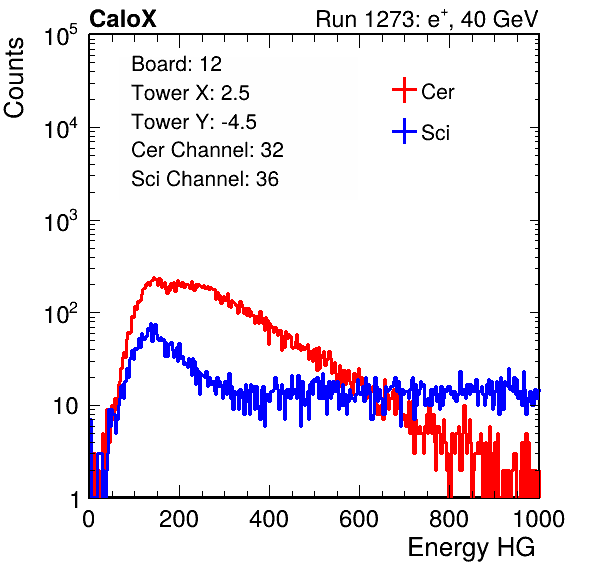 CaloX Run 1273: e⁺, 40 GeV
Counts
Board: 12
Tower X: 2.5
Tower Y: -4.5
Cer Channel: 32
Sci Channel: 36
Cer
Sci
10⁵
10⁴
10³
10²
10
1
0 200 400 600 800 1000
Energy HG